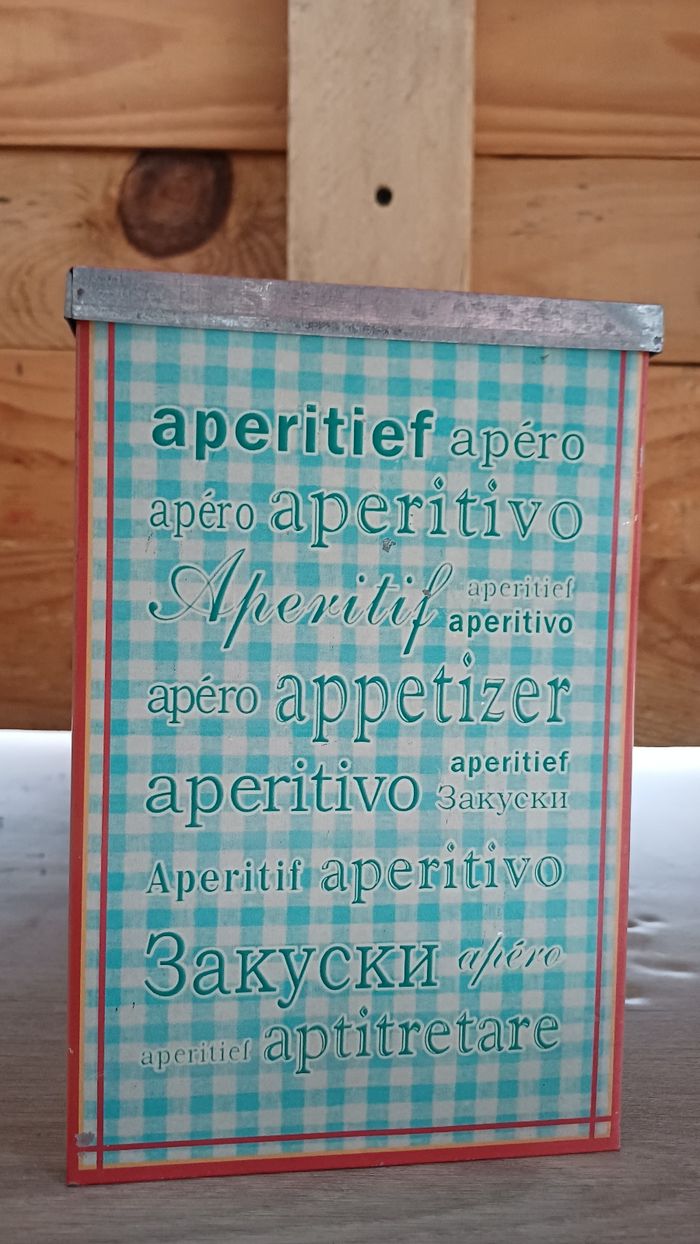 aperitief apéro
apéro aperitivo
Aperitif aperitief
aperitivo
apéro appetizer
aperitivo aperitief
Закуски
Aperitif aperitivo
Закуски apéro
aperitief aptitretare